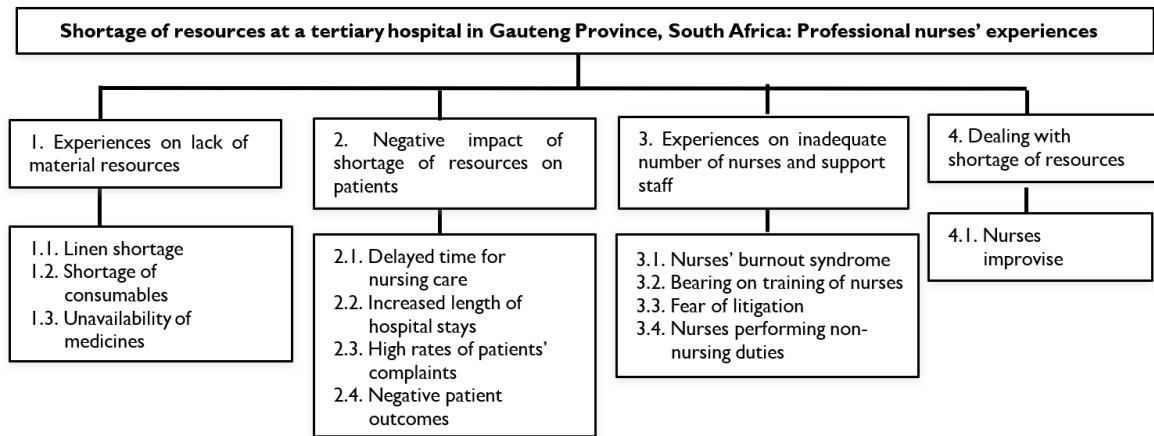 Shortage of resources at a tertiary hospital in Gauteng Province, South Africa: Professional nurses’ experiences
1. Experiences on lack of
material resources
1.1. Linen shortage
1.2. Shortage of
consumables
1.3. Unavailability of
medicines
2. Negative impact of
shortage of resources on
patients
2.1. Delayed time for
nursing care
2.2. Increased length of
hospital stays
2.3. High rates of patients’
complaints
2.4. Negative patient
outcomes
3. Experiences on inadequate
number of nurses and support
staff
3.1. Nurses’ burnout syndrome
3.2. Bearing on training of nurses
3.3. Fear of litigation
3.4. Nurses performing non-
nursing duties
4. Dealing with
shortage of resources
4.1. Nurses
improvise